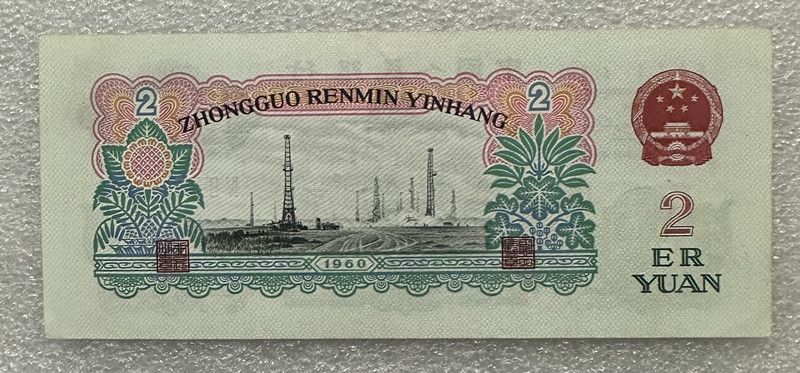 2
2
ZHONGGUO RENMIN YINHANG
1960
2
ER
YUAN